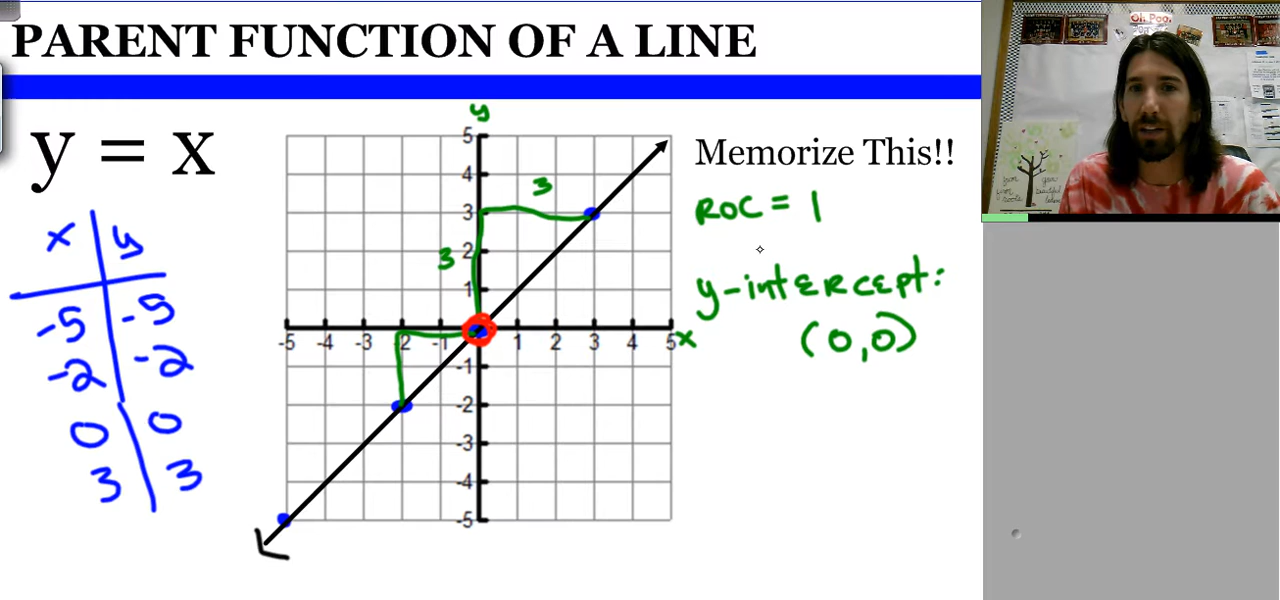 PARENT FUNCTION OF A LINE
y = x
x y
-5 -5
-2 -2
0 0
3 3
y
5
4
3
2
1
-5 -4 -3 -2 -1 1 2 3 4 5 x
-1
-2
-3
-4
-5
3
3
Memorize This!!
ROC = 1
y-intercept:
(0,0)
Oh Poo.